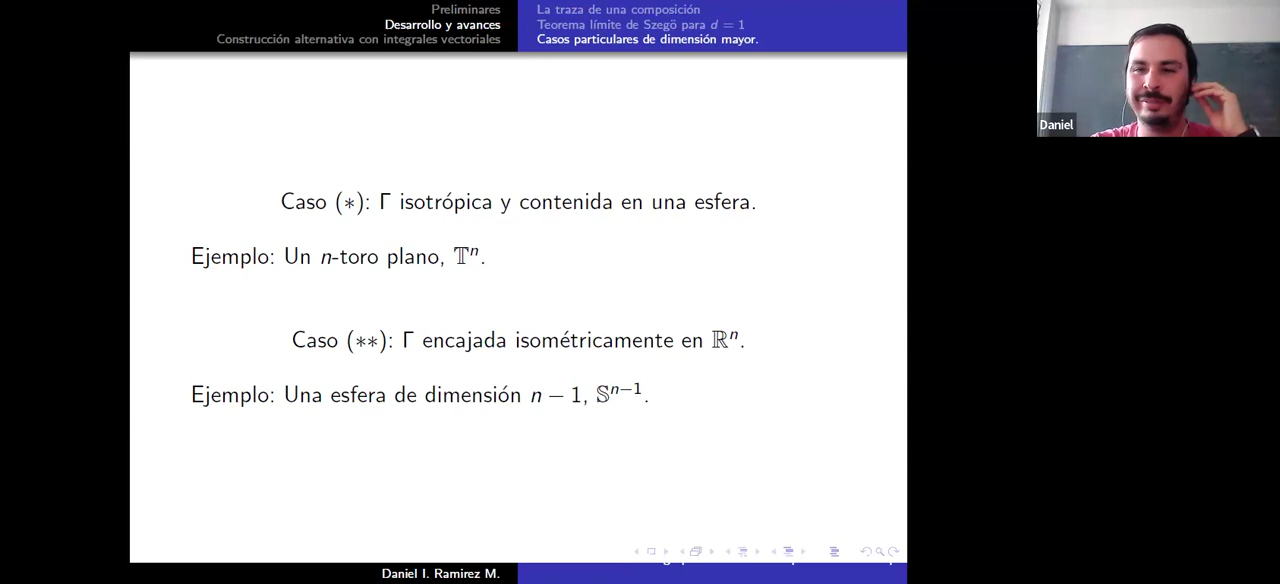 Preliminares
Desarrollo y avances
Construcción alternativa con integrales vectoriales
La traza de una composición
Teorema límite de Szegö para d = 1
Casos particulares de dimensión mayor.
Daniel
Caso (∗): Γ isotrópica y contenida en una esfera.
Ejemplo: Un n-toro plano, 𝕋ⁿ.
Caso (∗∗): Γ encajada isométricamente en ℝⁿ.
Ejemplo: Una esfera de dimensión n − 1, 𝕊ⁿ⁻¹.
Daniel I. Ramirez M.